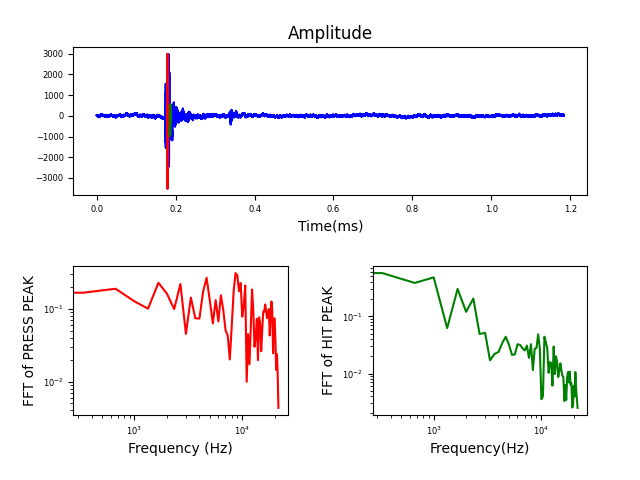 Amplitude
3000
2000
1000
0
−1000
−2000
−3000
0.0 0.2 0.4 0.6 0.8 1.0 1.2
Time(ms)
FFT of PRESS PEAK
10⁻¹
10⁻²
10³ 10⁴
Frequency (Hz)
FFT of HIT PEAK
10⁻¹
10⁻²
10³ 10⁴
Frequency(Hz)